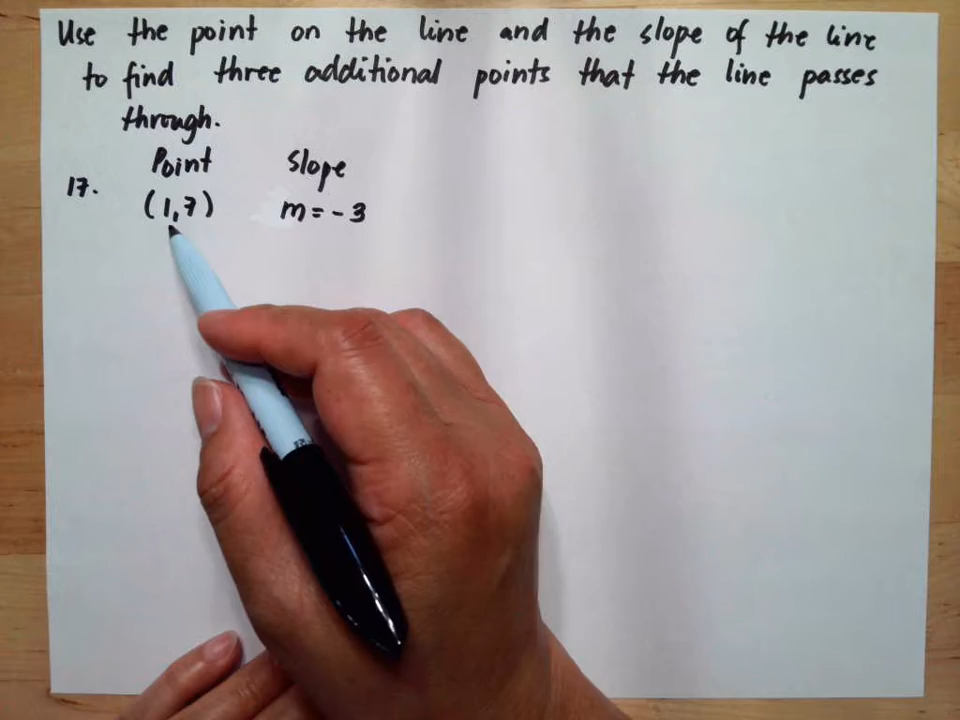 Use the point on the line and the slope of the line
to find three additional points that the line passes
through.
Point Slope
17.
(1,7) m = -3